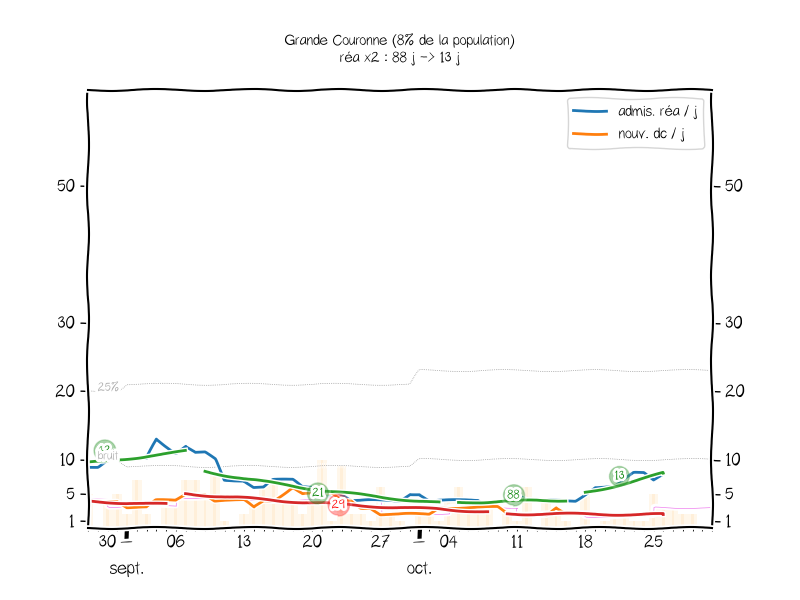 Grande Couronne (8% de la population)
réa x2 : 88 j -> 13 j
admis. réa / j
nouv. dc / j
50 50
30 30
25%
20 20
bruit
10 10
13
21
88
29
5 5
1 1
30 06 13 20 27 04 11 18 25
sept. oct.